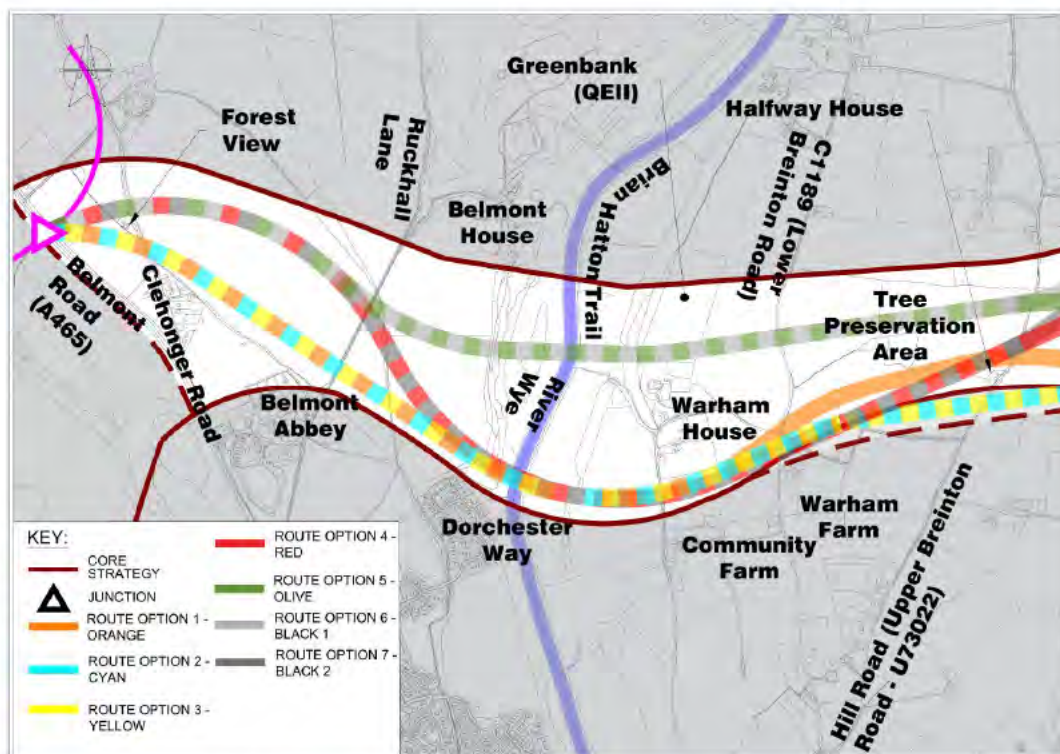 Greenbank
(QEII)
Halfway House
Forest
View
Ruckhall
Lane
Brian Hatton Trail
C1189 (Lower
Breinton Road)
Belmont
House
Belmont
Road
(A465)
Clehonger Road
Tree
Preservation
Area
River
Wye
Belmont
Abbey
Warham
House
Dorchester
Way
Warham
Farm
Community
Farm
Hill Road (Upper Breinton
Road - U73022)
KEY:
CORE
STRATEGY
JUNCTION
ROUTE OPTION 1 -
ORANGE
ROUTE OPTION 2 -
CYAN
ROUTE OPTION 3 -
YELLOW
ROUTE OPTION 4 -
RED
ROUTE OPTION 5 -
OLIVE
ROUTE OPTION 6 -
BLACK 1
ROUTE OPTION 7 -
BLACK 2